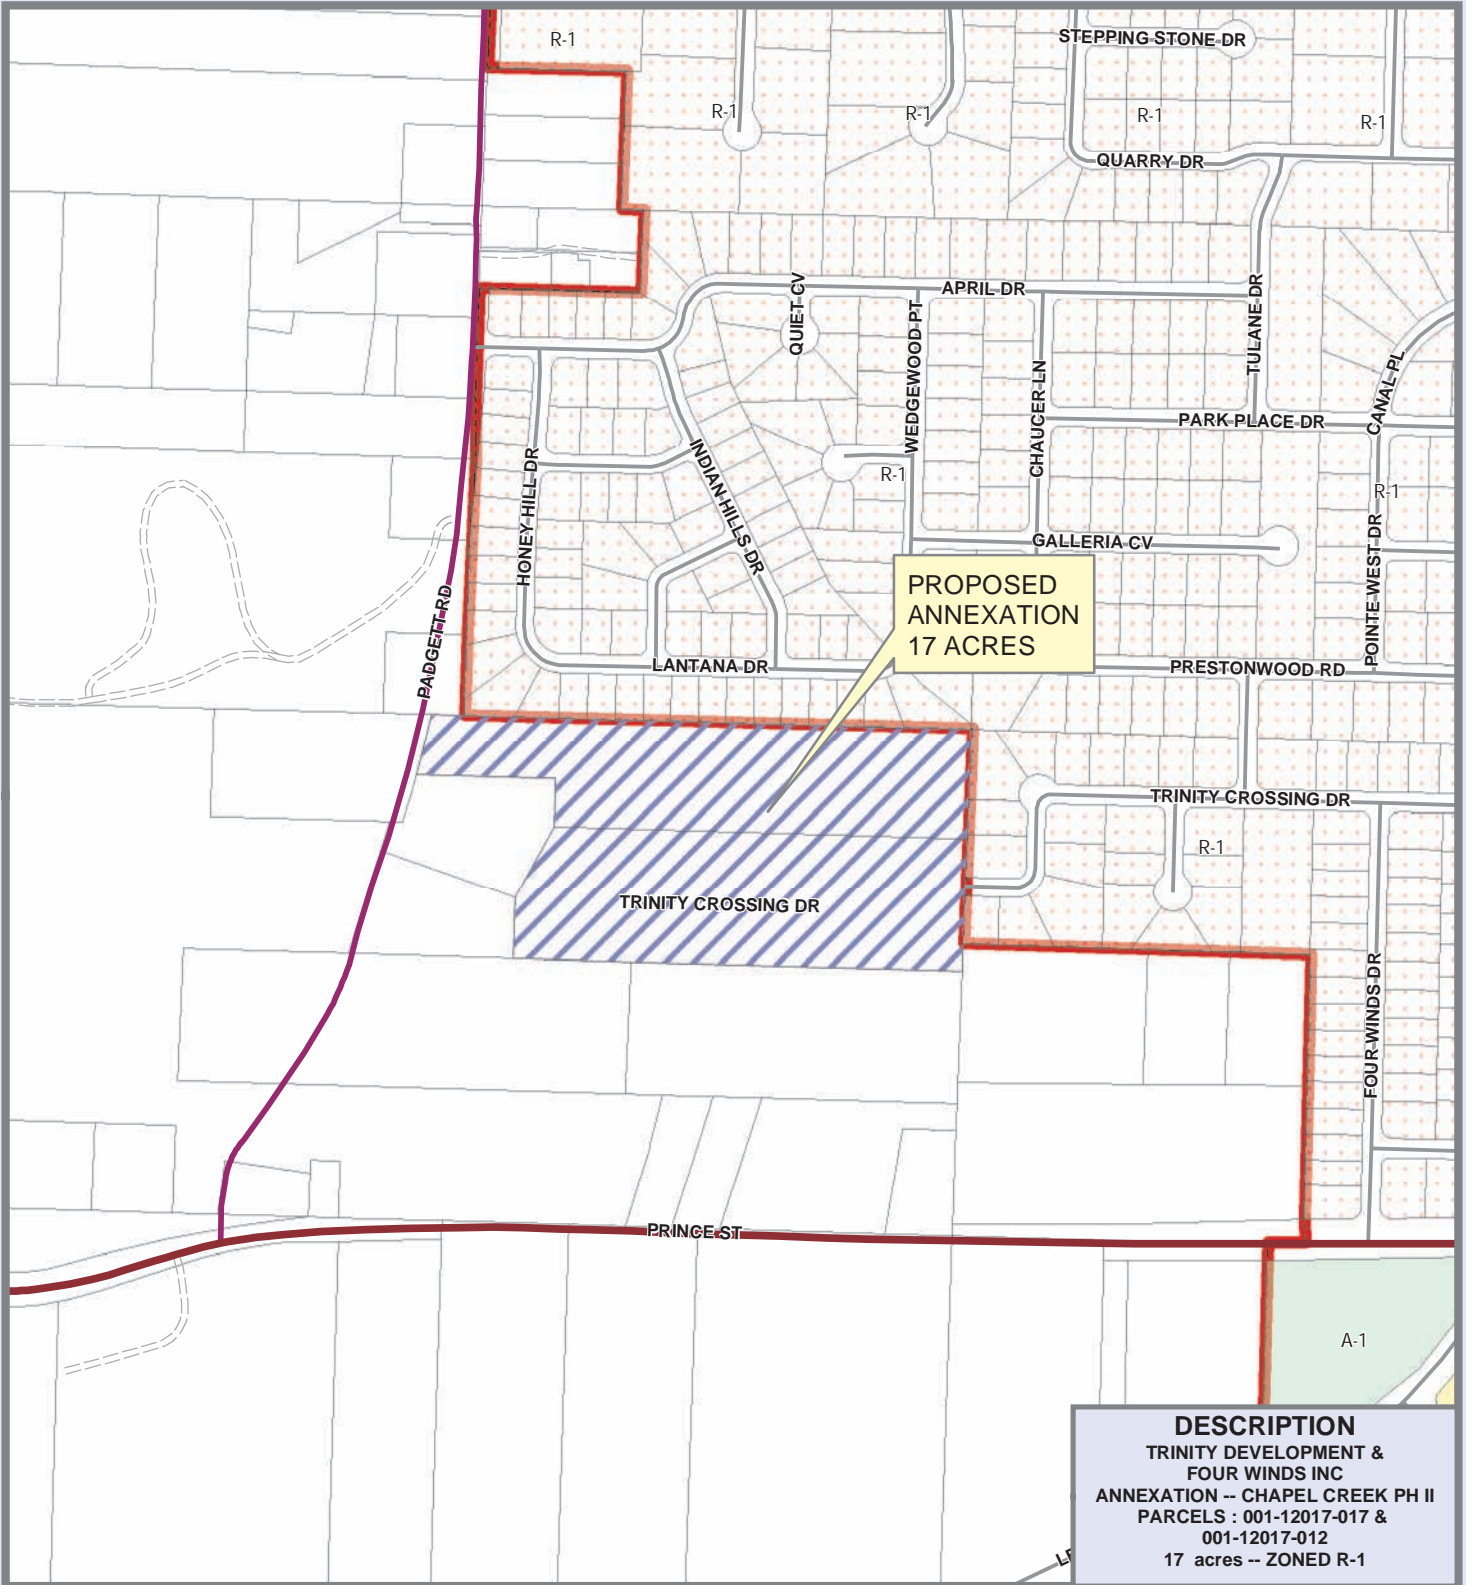 R-1
STEPPING STONE DR
R-1
R-1
R-1
R-1
QUARRY DR
QUIET CV
APRIL DR
TULANE DR
WEDGEWOOD PT
CHAUCER LN
CANAL PL
PARK PLACE DR
HONEY HILL DR
INDIAN HILLS DR
R-1
R-1
GALLERIA CV
POINTE WEST DR
PADGETT RD
PROPOSED
ANNEXATION
17 ACRES
LANTANA DR
PRESTONWOOD RD
TRINITY CROSSING DR
R-1
TRINITY CROSSING DR
FOUR WINDS DR
PRINCE ST
A-1
DESCRIPTION
TRINITY DEVELOPMENT &
FOUR WINDS INC
ANNEXATION -- CHAPEL CREEK PH II
PARCELS : 001-12017-017 &
001-12017-012
17 acres -- ZONED R-1